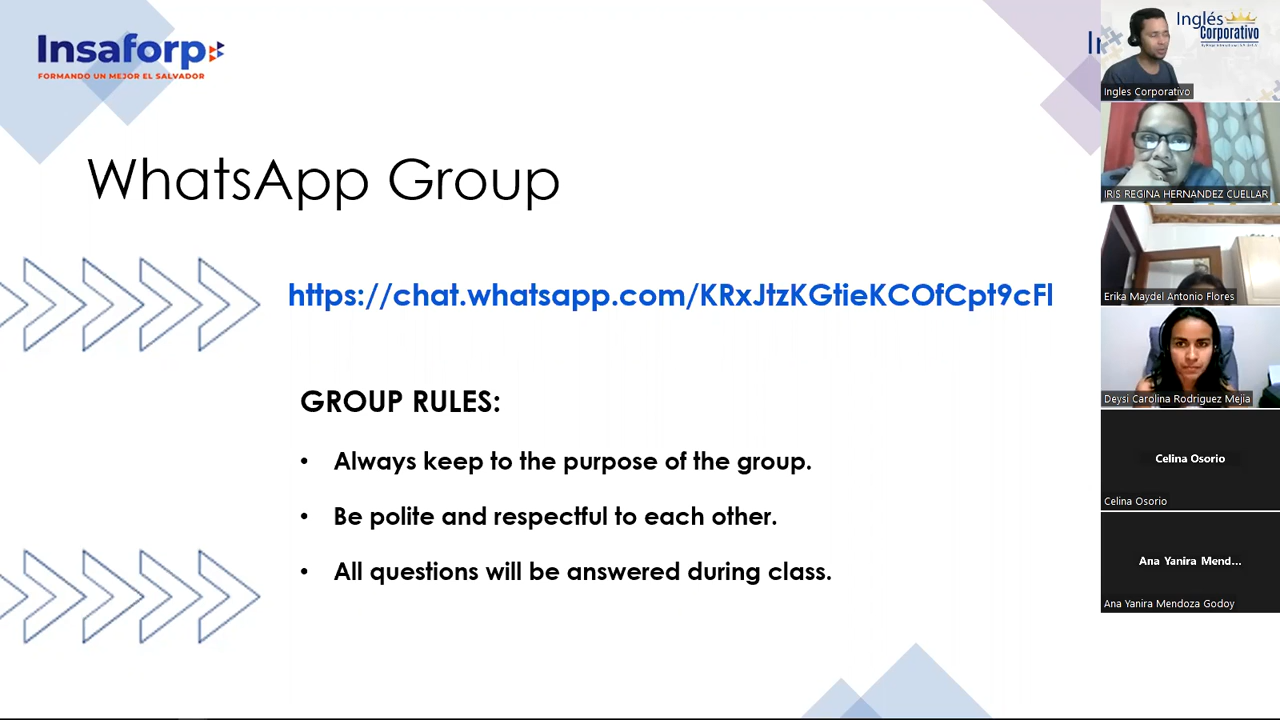 Insaforp
FORMANDO UN MEJOR EL SALVADOR
WhatsApp Group
https://chat.whatsapp.com/KRxJtzKGtieKCOfCpt9cFl
GROUP RULES:
• Always keep to the purpose of the group.
• Be polite and respectful to each other.
• All questions will be answered during class.
Inglés
Corporativo
Ingles Corporativo
IRIS REGINA HERNANDEZ CUELLAR
Erika Maydel Antonio Flores
Deysi Carolina Rodriguez Mejia
Celina Osorio
Celina Osorio
Ana Yanira Mend...
Ana Yanira Mendoza Godoy